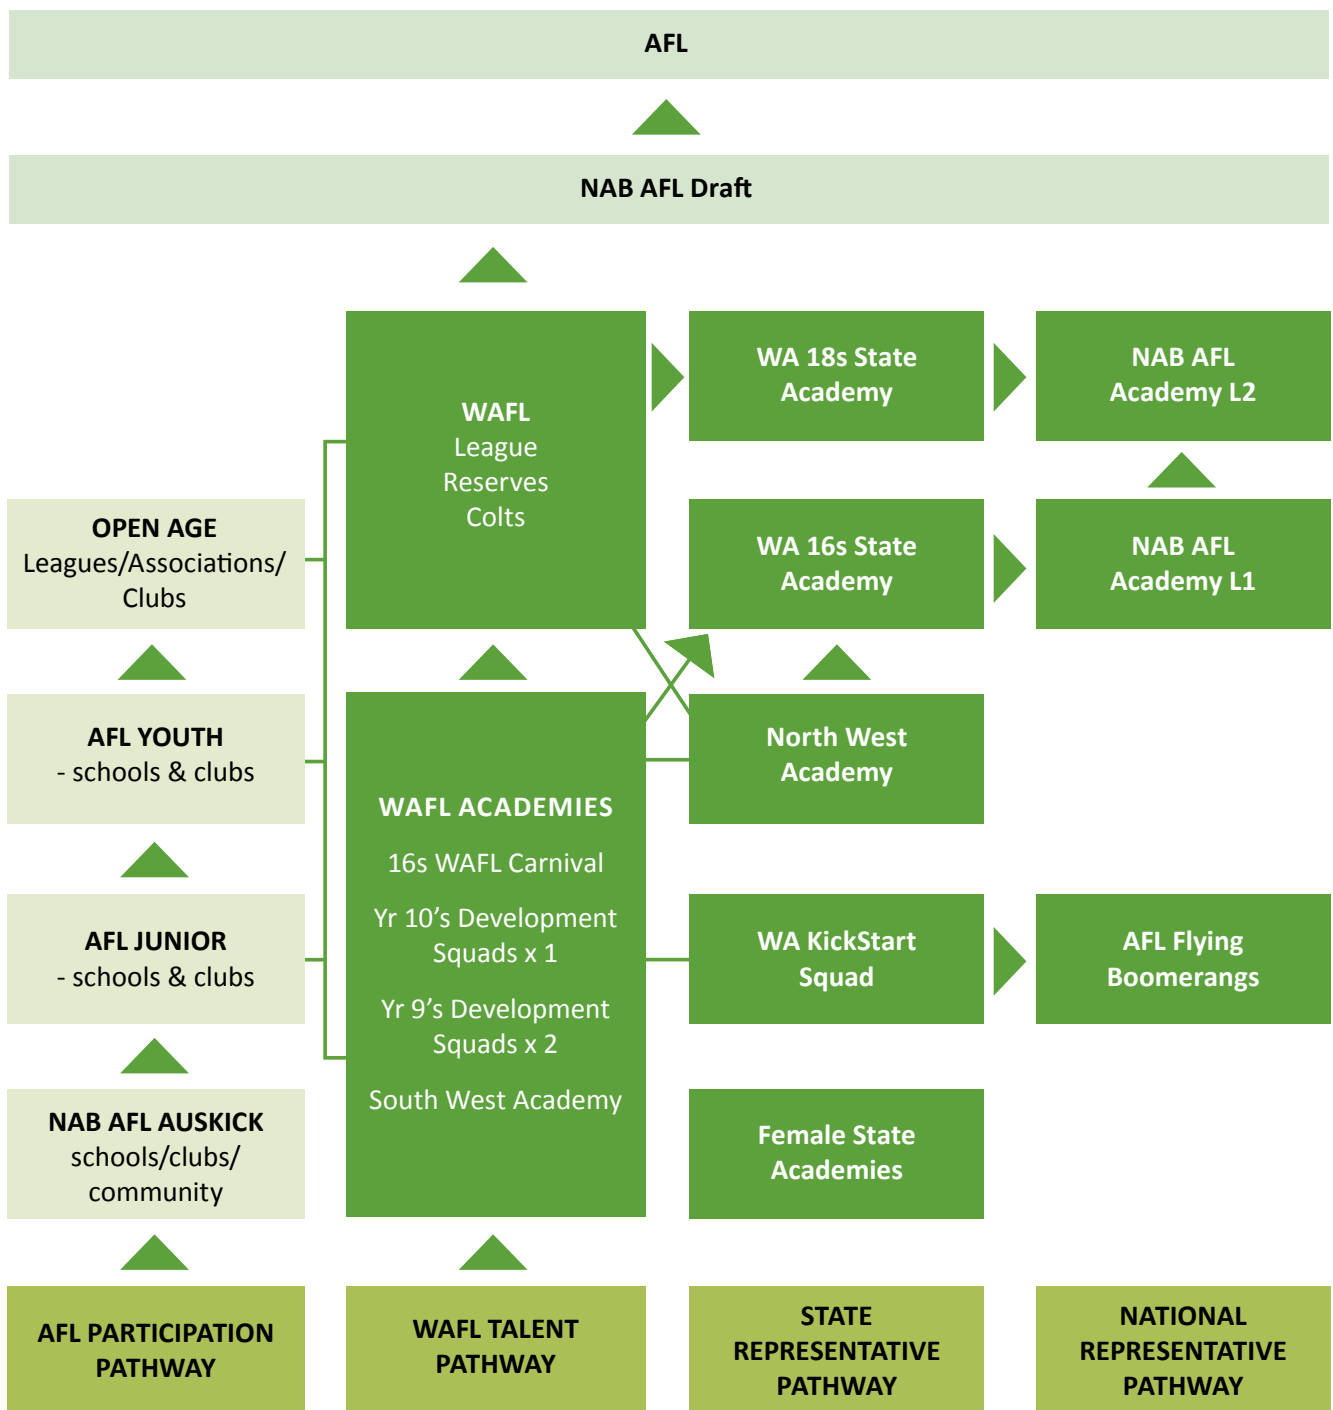 AFL
NAB AFL Draft
WAFL
League
Reserves
Colts
WA 18s State
Academy
NAB AFL
Academy L2
OPEN AGE
Leagues/Associations/
Clubs
WA 16s State
Academy
NAB AFL
Academy L1
AFL YOUTH
- schools & clubs
WAFL ACADEMIES
16s WAFL Carnival
Yr 10’s Development
Squads x 1
Yr 9’s Development
Squads x 2
South West Academy
North West
Academy
AFL JUNIOR
- schools & clubs
WA KickStart
Squad
AFL Flying
Boomerangs
NAB AFL AUSKICK
schools/clubs/
community
Female State
Academies
AFL PARTICIPATION
PATHWAY
WAFL TALENT
PATHWAY
STATE
REPRESENTATIVE
PATHWAY
NATIONAL
REPRESENTATIVE
PATHWAY